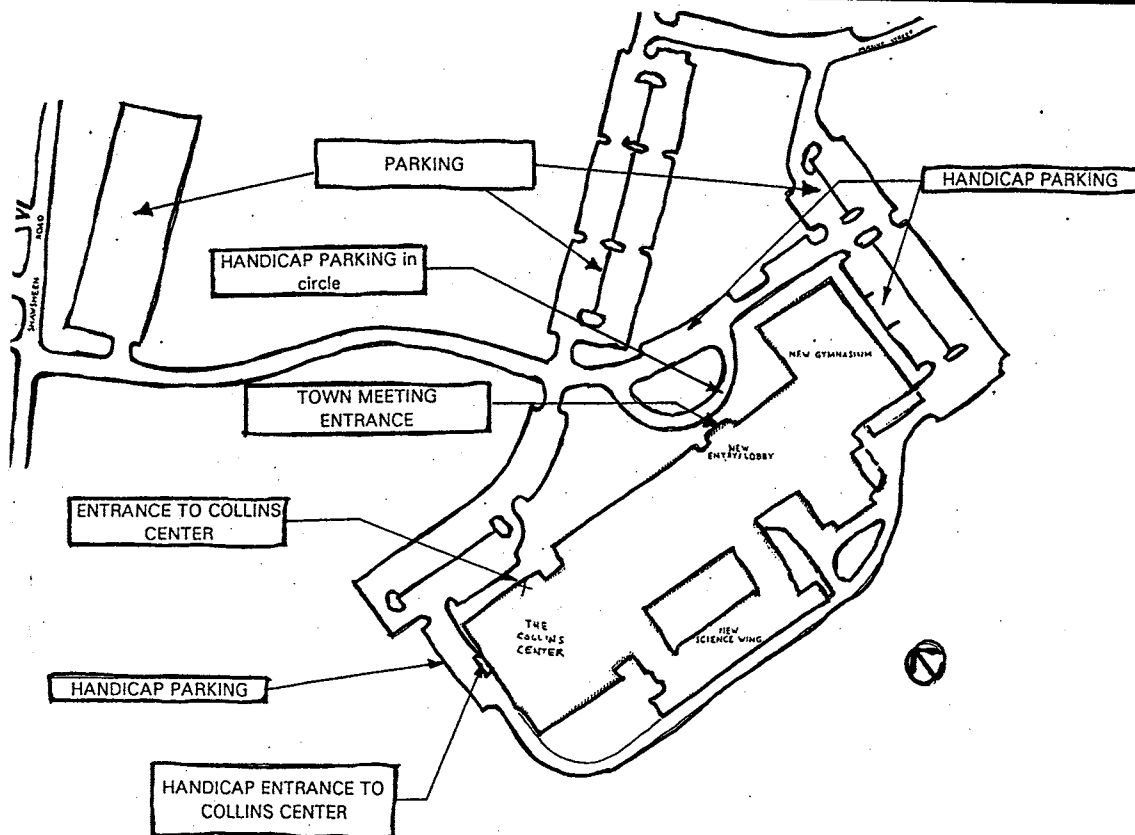 PARKING
HANDICAP PARKING
HANDICAP PARKING in
circle
SHAWSHEEN
ROAD
TOWN MEETING
ENTRANCE
NEW GYMNASIUM
NEW
ENTRY/LOBBY
ENTRANCE TO COLLINS
CENTER
THE
COLLINS
CENTER
NEW
SCIENCE WING
HANDICAP PARKING
HANDICAP ENTRANCE TO
COLLINS CENTER